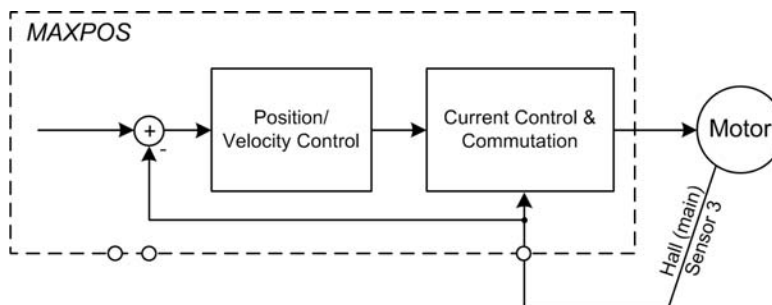 MAXPOS
+
-
Position/
Velocity Control
Current Control &
Commutation
Motor
Hall (main)
Sensor 3